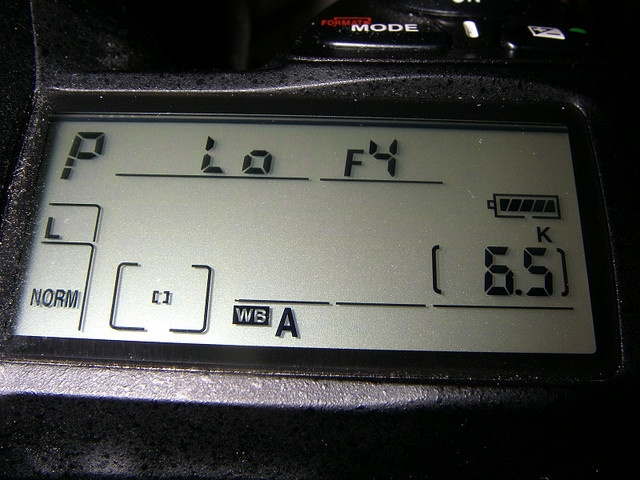 FORMAT MODE
P Lo F4
L
K
[6.5]
NORM
WB A